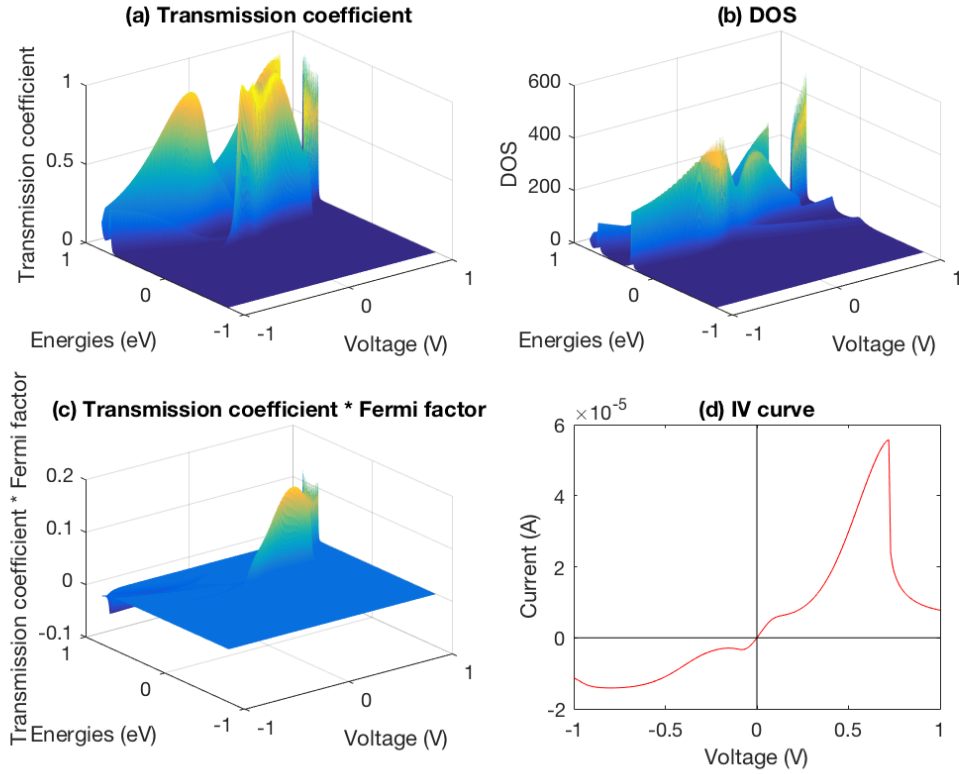 (a) Transmission coefficient
Transmission coefficient
1
0.5
0
1
0
-1
Energies (eV)
-1
0
1
Voltage (V)
(b) DOS
DOS
600
400
200
0
1
0
-1
Energies (eV)
-1
0
1
Voltage (V)
(c) Transmission coefficient * Fermi factor
Transmission coefficient * Fermi factor
0.2
0.1
0
-0.1
1
0
-1
Energies (eV)
-1
0
1
Voltage (V)
(d) IV curve
×10⁻⁵
Current (A)
6
4
2
0
-2
-1
-0.5
0
0.5
1
Voltage (V)